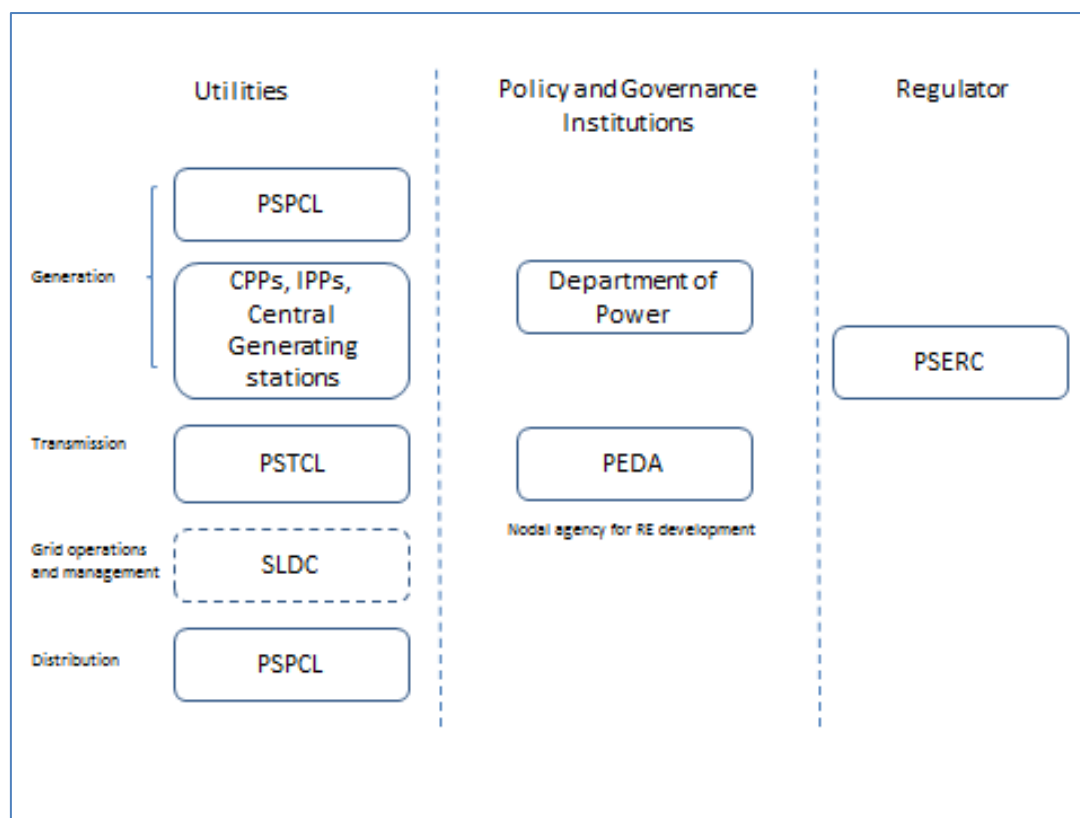 Utilities
Policy and Governance
Institutions
Regulator
PSPCL
Generation
CPPs, IPPs,
Central
Generating
stations
Department of
Power
PSERC
Transmission
PSTCL
PEDA
Nodal agency for RE development
Grid operations
and management
SLDC
Distribution
PSPCL